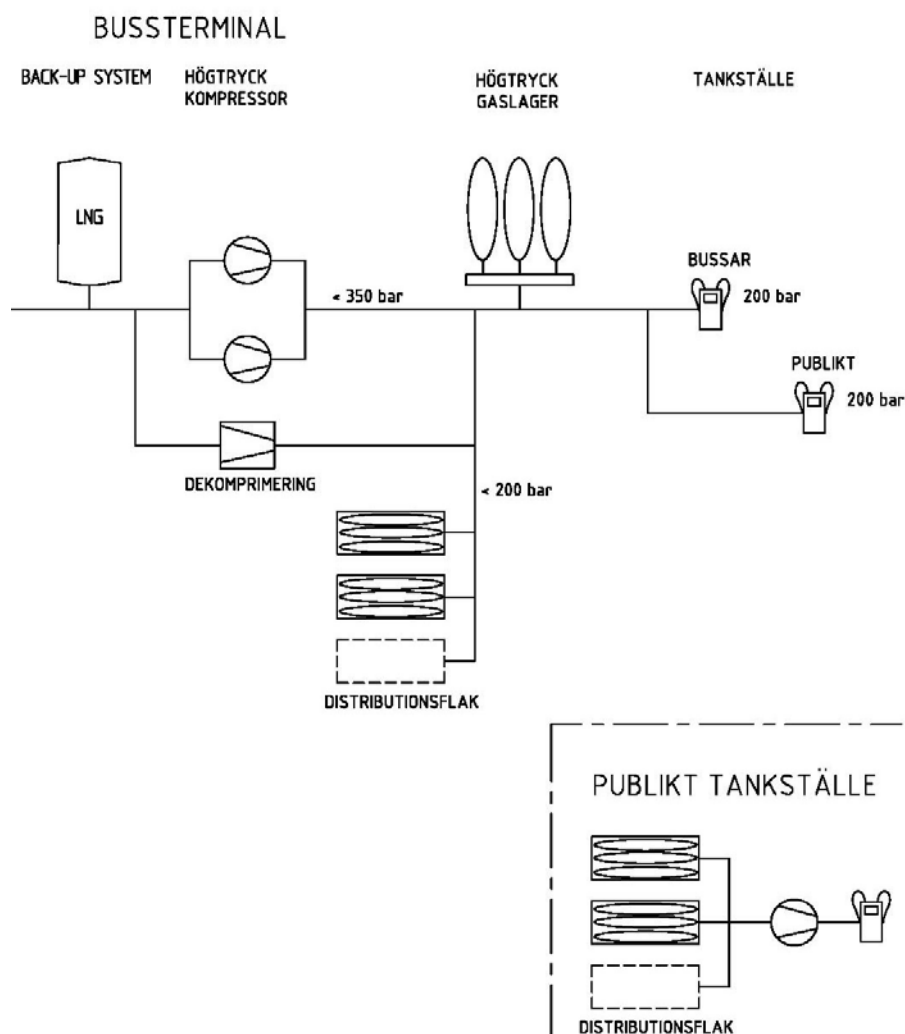 BUSSTERMINAL
BACK-UP SYSTEM
HÖGTRYCK
KOMPRESSOR
HÖGTRYCK
GASLAGER
TANKSTÄLLE
LNG
BUSSAR
< 350 bar
200 bar
PUBLIKT
200 bar
DEKOMPRIMERING
< 200 bar
DISTRIBUTIONSFLAK
PUBLIKT TANKSTÄLLE
DISTRIBUTIONSFLAK